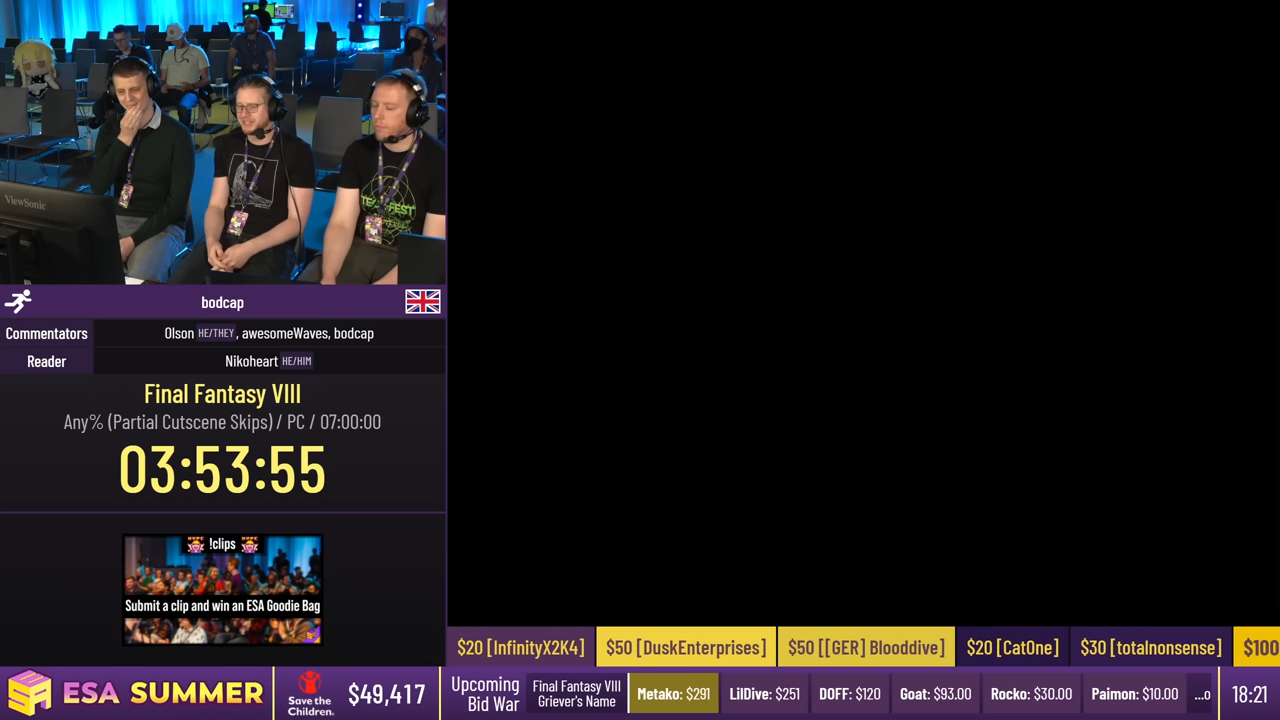 ViewSonic
bodcap
Commentators
Olson HE/THEY, awesomeWaves, bodcap
Reader
Nikoheart HE/HIM
Final Fantasy VIII
Any% (Partial Cutscene Skips) / PC / 07:00:00
03:53:55
!clips
Submit a clip and win an ESA Goodie Bag
$20 [InfinityX2K4]
$50 [DuskEnterprises]
$50 [[GER] Blooddive]
$20 [CatOne]
$30 [totalnonsense]
$100
ESA SUMMER
Save the
Children.
$49,417
Upcoming
Bid War
Final Fantasy VIII
Griever's Name
Metako: $291
LilDive: $251
DOFF: $120
Goat: $93.00
Rocko: $30.00
Paimon: $10.00
...o
18:21